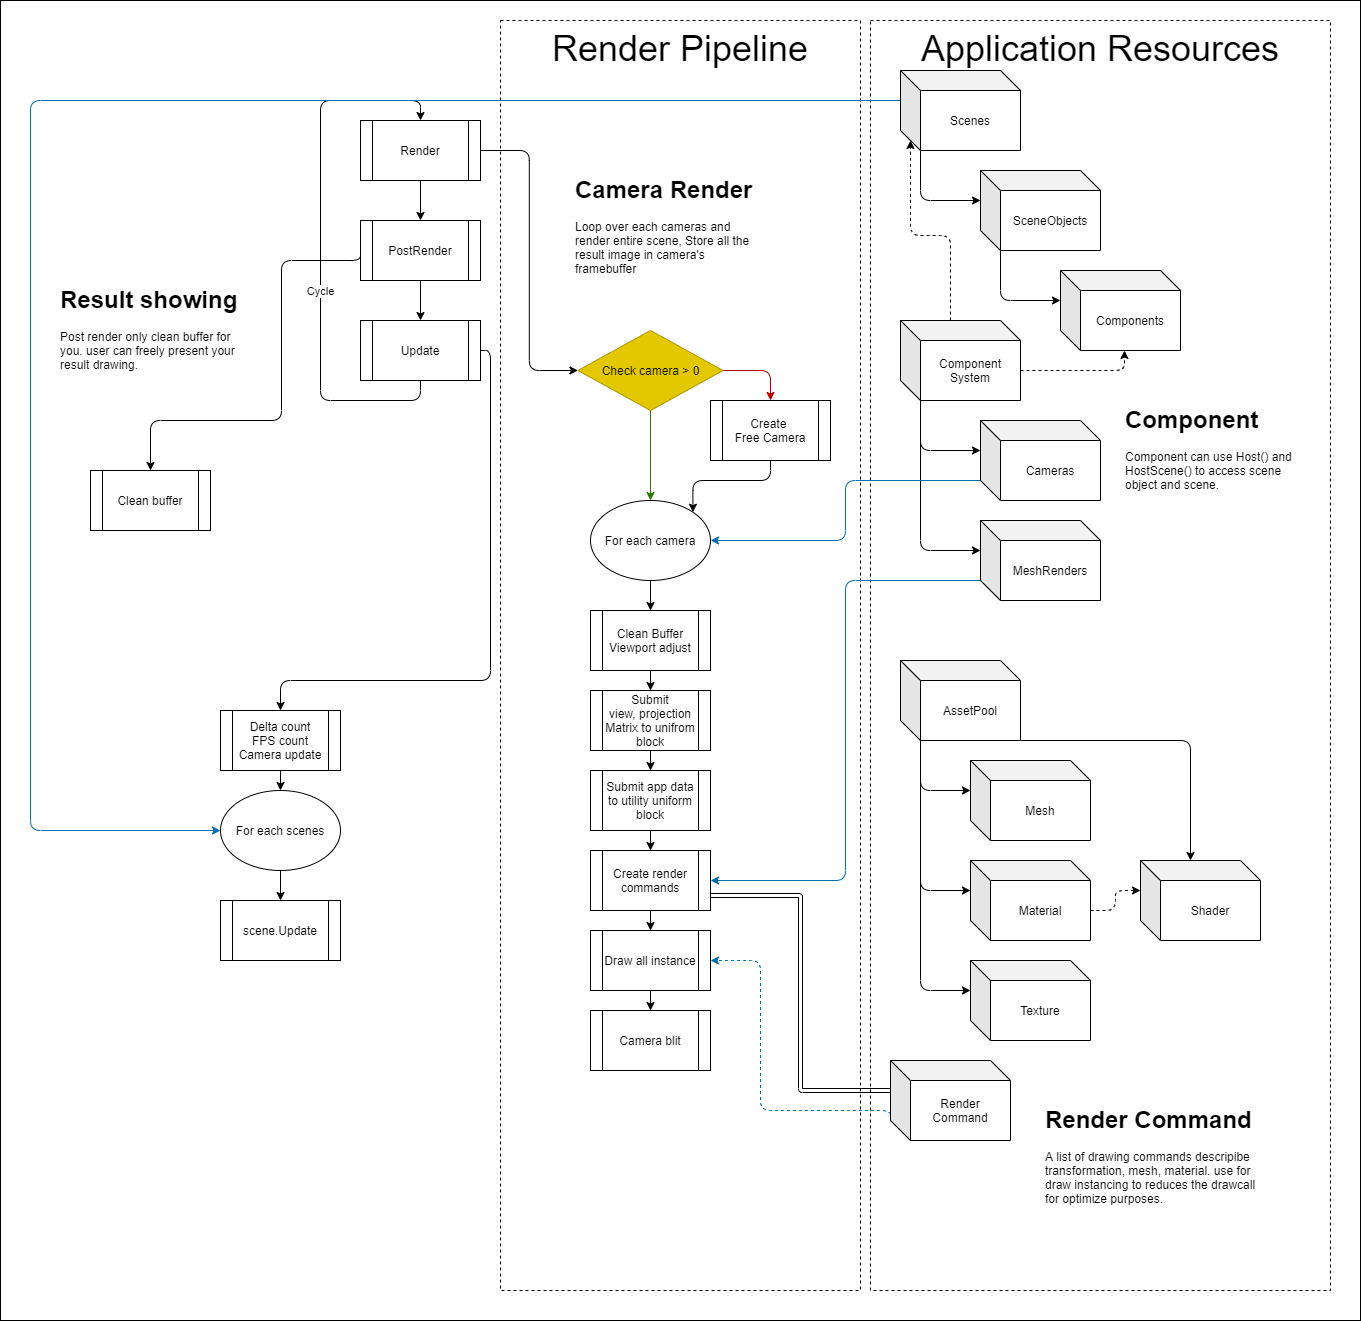 Render Pipeline
Application Resources
Render
PostRender
Cycle
Update
Result showing
Post render only clean buffer for
you. user can freely present your
result drawing.
Clean buffer
Delta count
FPS count
Camera update
For each scenes
scene.Update
Camera Render
Loop over each cameras and
render entire scene, Store all the
result image in camera's
framebuffer
Check camera > 0
Create
Free Camera
For each camera
Clean Buffer
Viewport adjust
Submit
view, projection
Matrix to unifrom
block
Submit app data
to utility uniform
block
Create render
commands
Draw all instance
Camera blit
Scenes
SceneObjects
Components
Component
System
Cameras
MeshRenders
Component
Component can use Host() and
HostScene() to access scene
object and scene.
AssetPool
Mesh
Material
Shader
Texture
Render
Command
Render Command
A list of drawing commands descripibe
transformation, mesh, material. use for
draw instancing to reduces the drawcall
for optimize purposes.